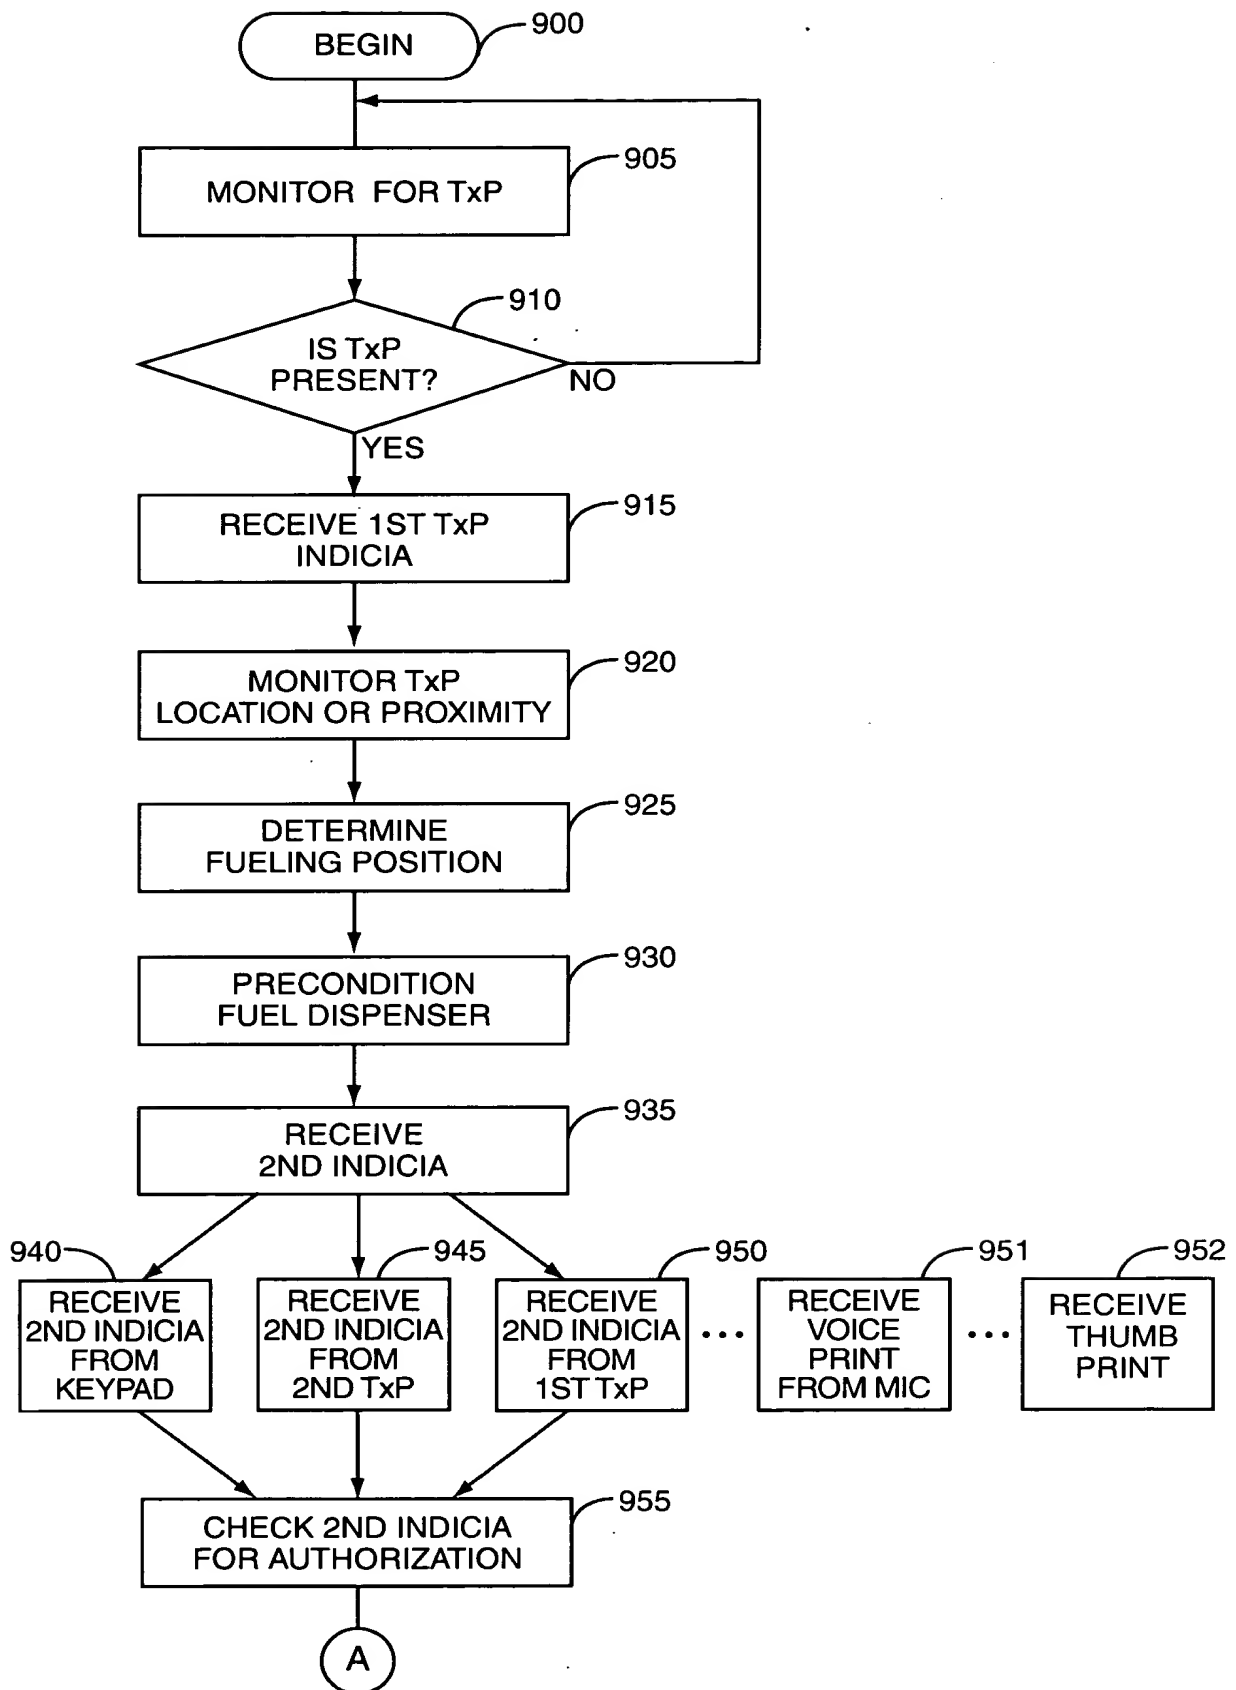 BEGIN
900
MONITOR FOR TxP
905
910
IS TxP
PRESENT?
NO
YES
RECEIVE 1ST TxP
INDICIA
915
MONITOR TxP
LOCATION OR PROXIMITY
920
DETERMINE
FUELING POSITION
925
PRECONDITION
FUEL DISPENSER
930
RECEIVE
2ND INDICIA
935
940
RECEIVE
2ND INDICIA
FROM
KEYPAD
945
RECEIVE
2ND INDICIA
FROM
2ND TxP
950
RECEIVE
2ND INDICIA
FROM
1ST TxP
...
951
RECEIVE
VOICE
PRINT
FROM MIC
...
952
RECEIVE
THUMB
PRINT
CHECK 2ND INDICIA
FOR AUTHORIZATION
955
A